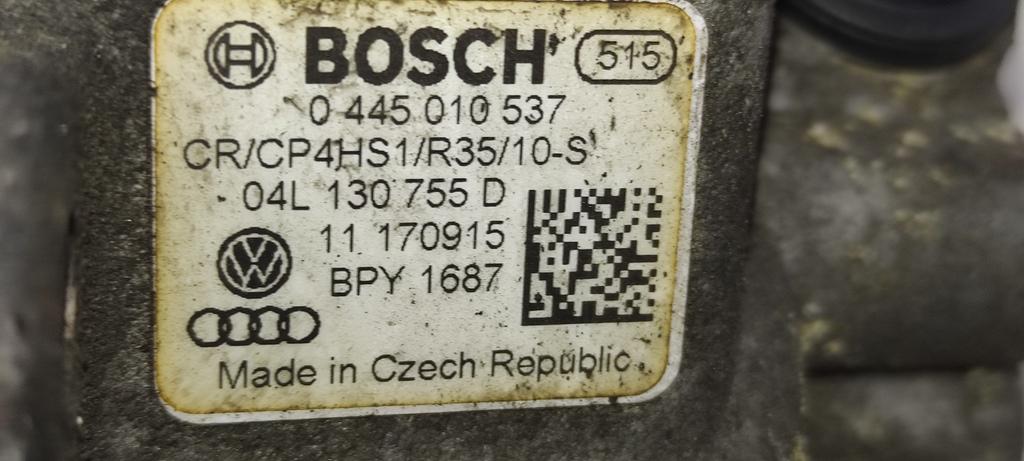 BOSCH 515
0 445 010 537
CR/CP4HS1/R35/10-S
04L 130 755 D
11 170915
BPY 1687
Made in Czech Republic